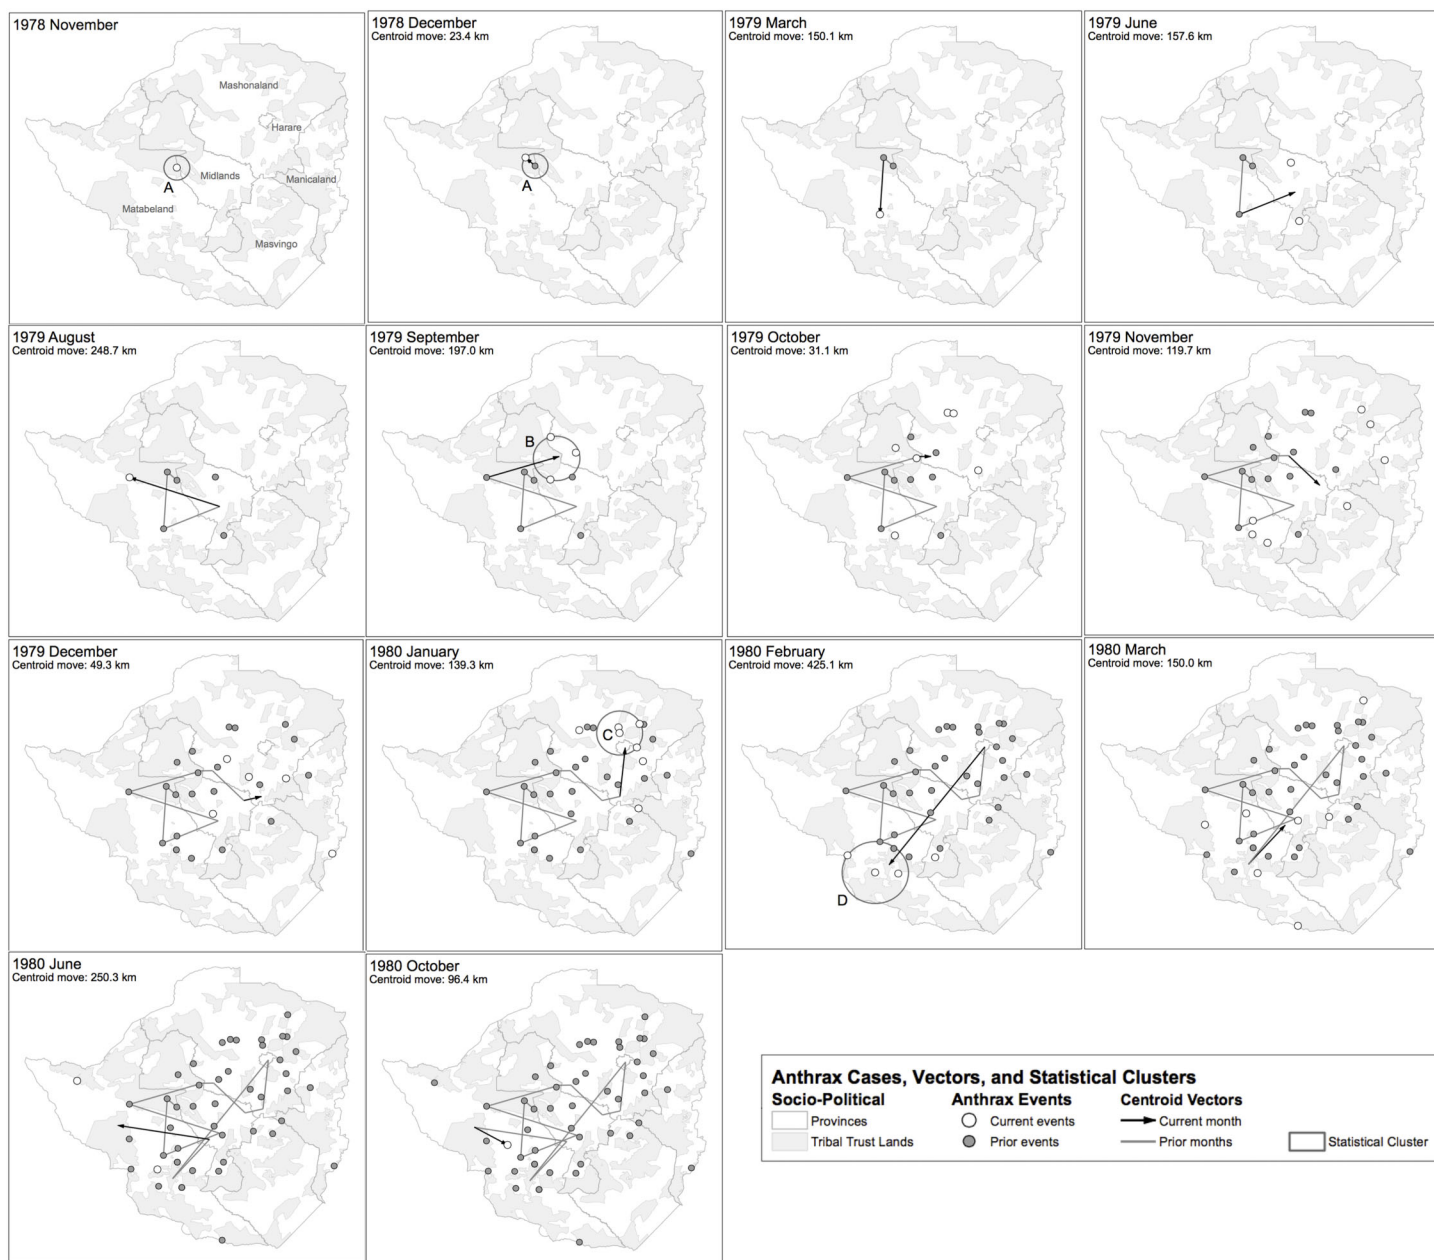 1978 November
Mashonaland
Harare
Midlands
Manicaland
A
Matabeland
Masvingo
1978 December
Centroid move: 23.4 km
A
1979 March
Centroid move: 150.1 km
1979 June
Centroid move: 157.6 km
1979 August
Centroid move: 248.7 km
1979 September
Centroid move: 197.0 km
B
1979 October
Centroid move: 31.1 km
1979 November
Centroid move: 119.7 km
1979 December
Centroid move: 49.3 km
1980 January
Centroid move: 139.3 km
C
1980 February
Centroid move: 425.1 km
D
1980 March
Centroid move: 150.0 km
1980 June
Centroid move: 250.3 km
1980 October
Centroid move: 96.4 km
Anthrax Cases, Vectors, and Statistical Clusters
Socio-Political
Provinces
Tribal Trust Lands
Anthrax Events
Current events
Prior events
Centroid Vectors
Current month
Prior months
Statistical Cluster